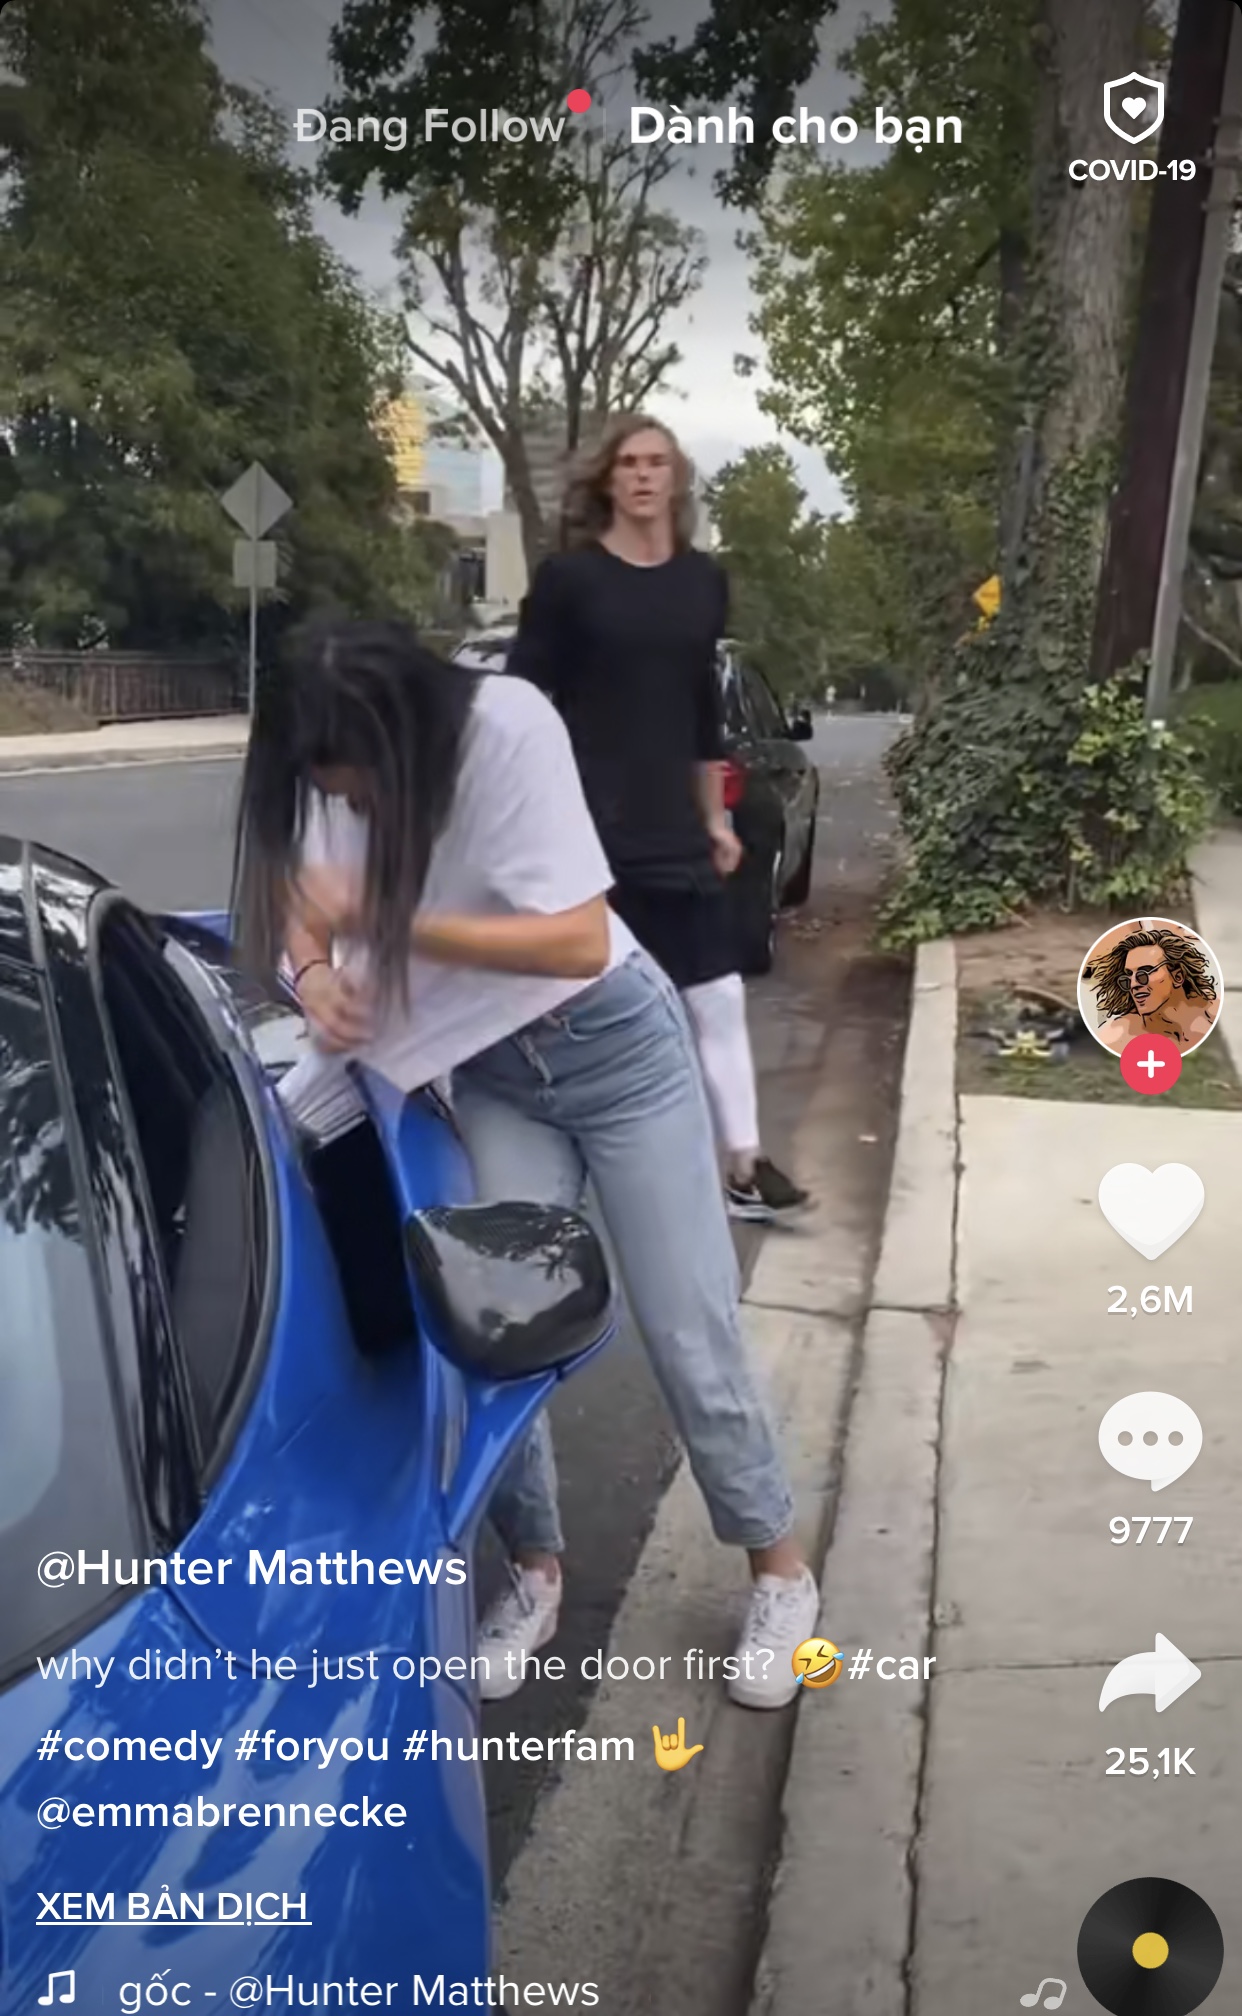 Đang Follow
Dành cho bạn
COVID-19
2,6M
9777
25,1K
@Hunter Matthews
why didn’t he just open the door first? 🤣#car
#comedy #foryou #hunterfam 🤟
@emmabrennecke
XEM BẢN DỊCH
gốc - @Hunter Matthews